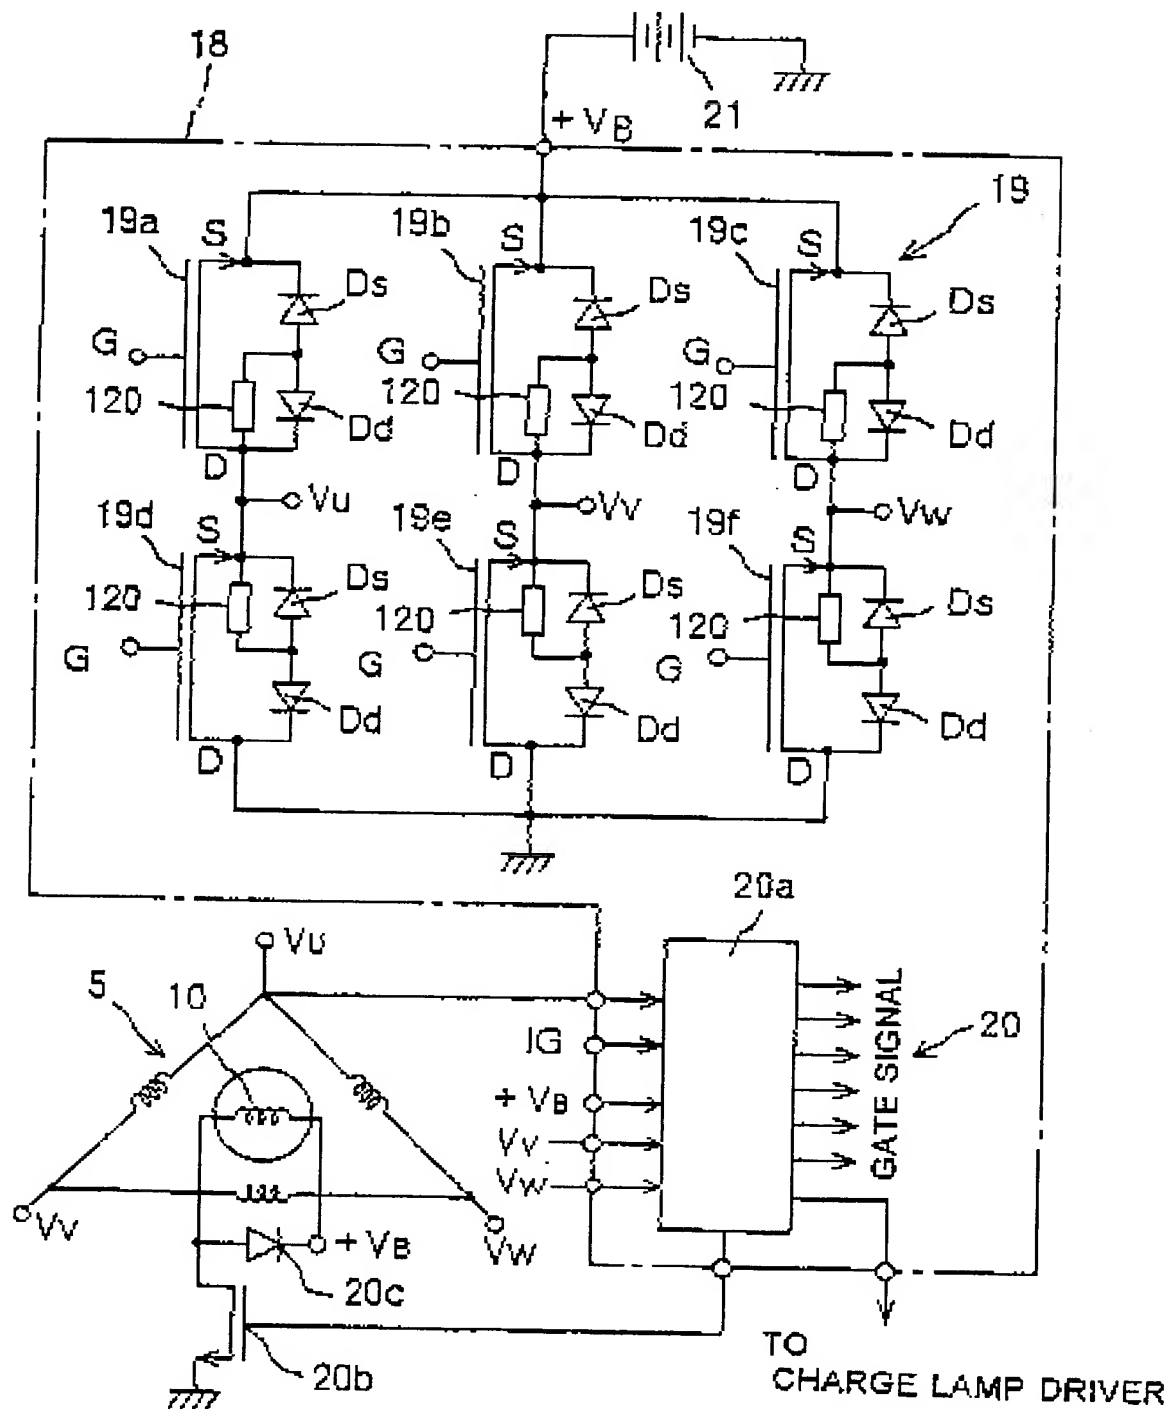 18
21
+ VB
19
19a
S
19b
S
19c
S
Ds
Ds
Ds
G
G
G
120
120
120
Dd
Dd
Dd
D
D
D
Vu
Vv
Vw
19d
S
19e
S
19f
S
Ds
Ds
Ds
120
120
120
G
G
G
Dd
Dd
Dd
D
D
D
20a
Vu
5
10
IG
+ VB
Vv
Vw
GATE SIGNAL
20
Vv
Vw
+ VB
20c
20b
TO
CHARGE LAMP DRIVER